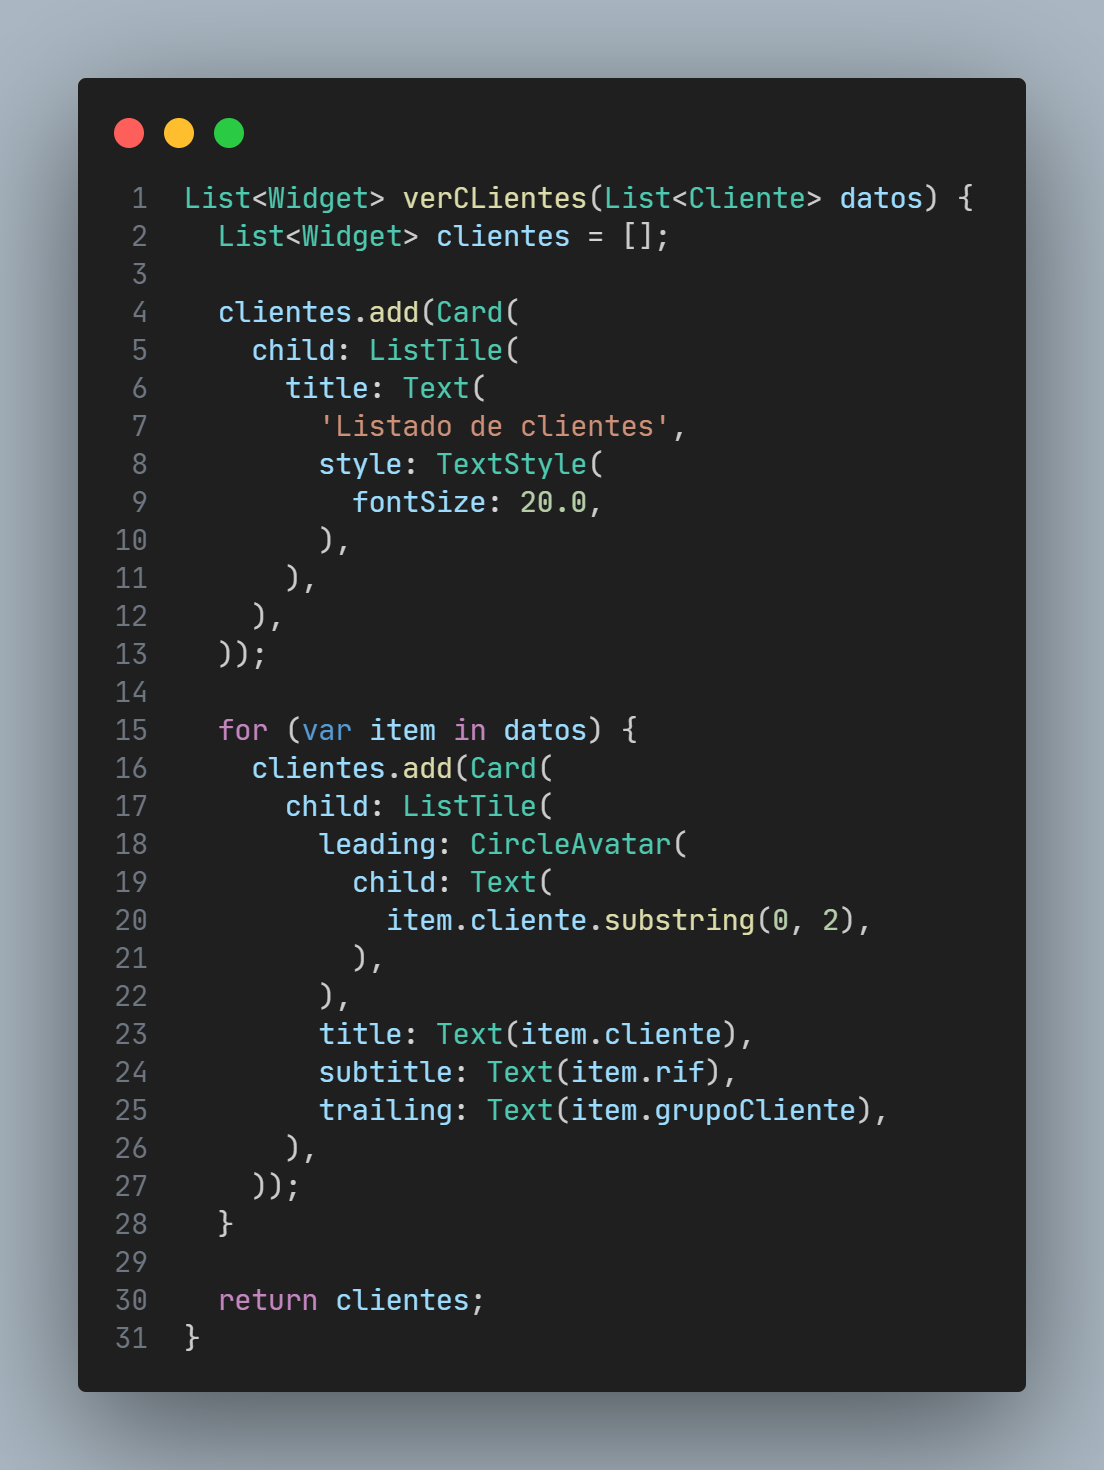 1 List<Widget> verCLientes(List<Cliente> datos) {
2   List<Widget> clientes = [];
3
4   clientes.add(Card(
5     child: ListTile(
6       title: Text(
7         'Listado de clientes',
8         style: TextStyle(
9           fontSize: 20.0,
10         ),
11       ),
12     ),
13   ));
14
15   for (var item in datos) {
16     clientes.add(Card(
17       child: ListTile(
18         leading: CircleAvatar(
19           child: Text(
20             item.cliente.substring(0, 2),
21           ),
22         ),
23         title: Text(item.cliente),
24         subtitle: Text(item.rif),
25         trailing: Text(item.grupoCliente),
26       ),
27     ));
28   }
29
30   return clientes;
31 }